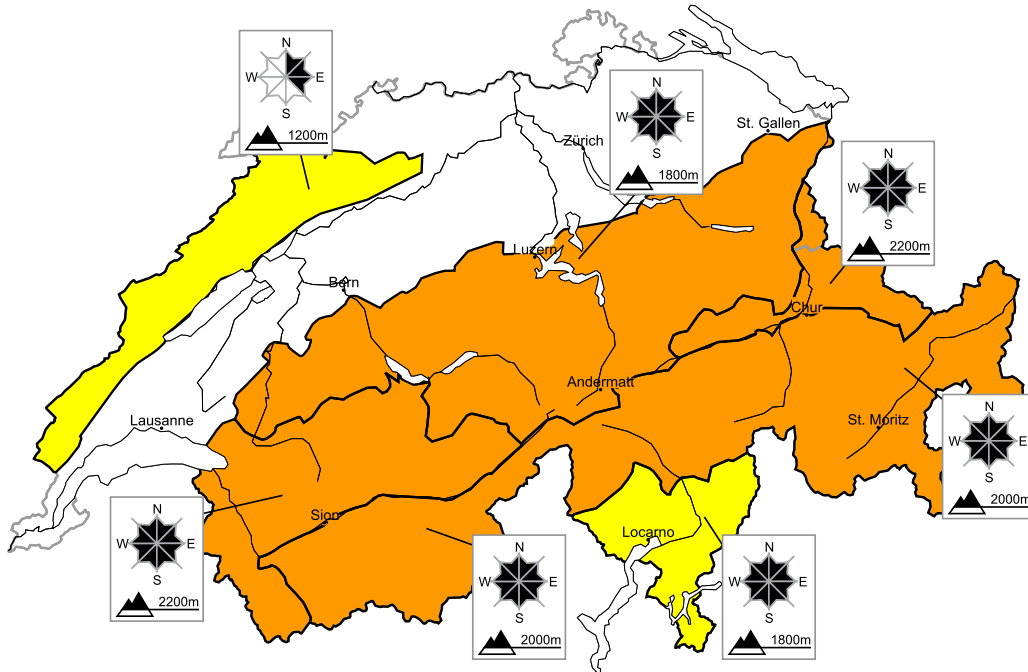 N
W E
S
1200m
N
W E
S
1800m
Zürich
St. Gallen
N
W E
S
2200m
Luzern
Bern
Chur
Andermatt
Lausanne
St. Moritz
N
W E
S
2000m
N
W E
S
2200m
Sion
Locarno
N
W E
S
2000m
N
W E
S
1800m